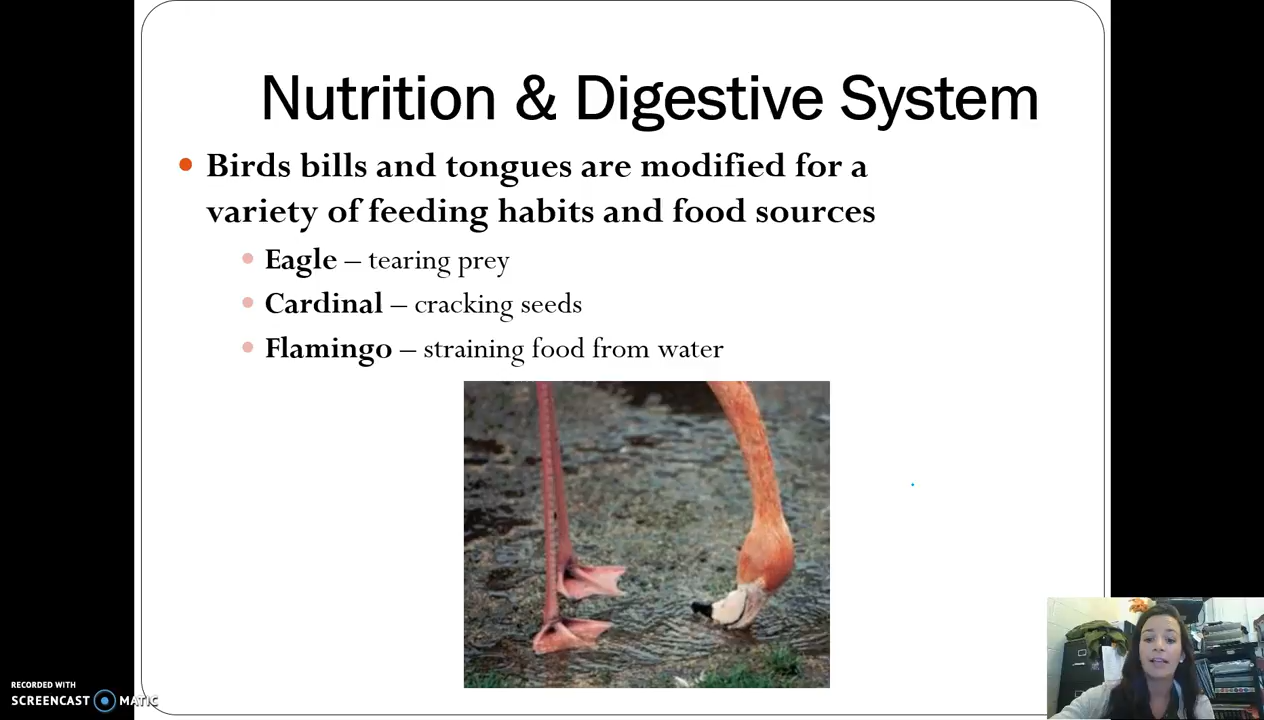 Nutrition & Digestive System
Birds bills and tongues are modified for a
variety of feeding habits and food sources
Eagle – tearing prey
Cardinal – cracking seeds
Flamingo – straining food from water
RECORDED WITH
SCREENCAST MATIC